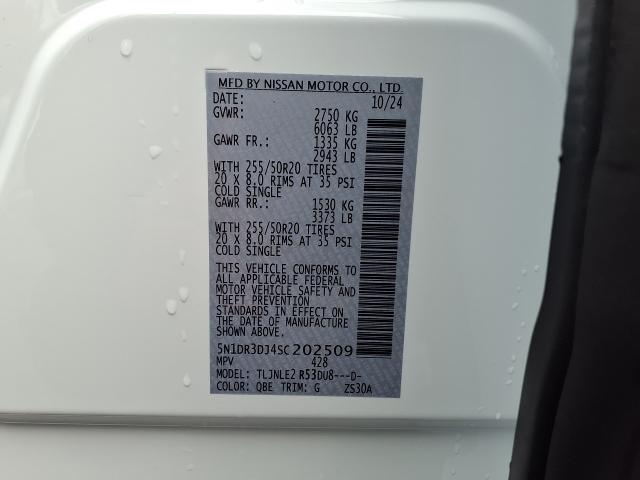 MFD BY NISSAN MOTOR CO., LTD.
DATE: 10/24
GVWR: 2750 KG
6063 LB
GAWR FR.: 1335 KG
2943 LB
WITH 255/50R20 TIRES
20 X 8.0 RIMS AT 35 PSI
COLD SINGLE
GAWR RR.: 1530 KG
3373 LB
WITH 255/50R20 TIRES
20 X 8.0 RIMS AT 35 PSI
COLD SINGLE
THIS VEHICLE CONFORMS TO
ALL APPLICABLE FEDERAL
MOTOR VEHICLE SAFETY AND
THEFT PREVENTION
STANDARDS IN EFFECT ON
THE DATE OF MANUFACTURE
SHOWN ABOVE.
5N1DR3DJ4SC202509
MPV 428
MODEL: TLJNLE2 R53DU8---D-
COLOR: QBE TRIM: G ZS30A